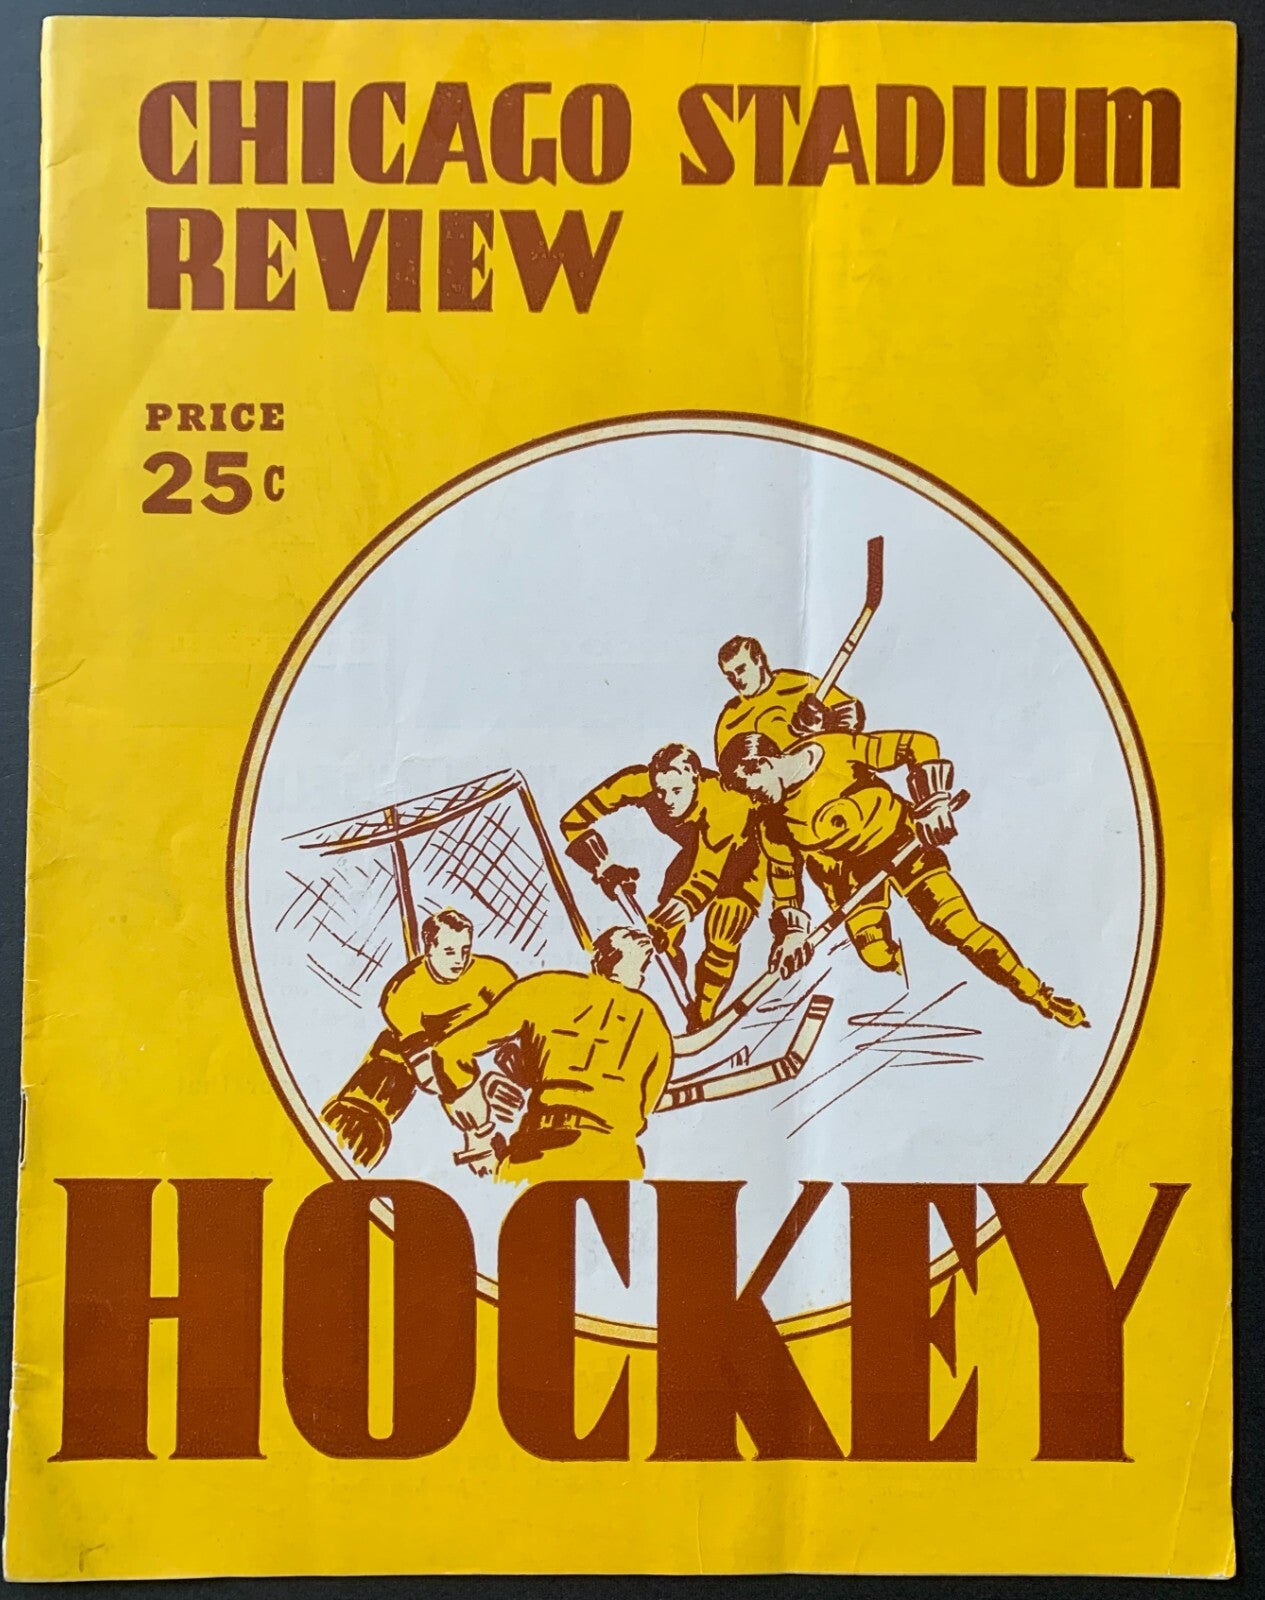 CHICAGO STADIUM
REVIEW
PRICE
25c
HOCKEY